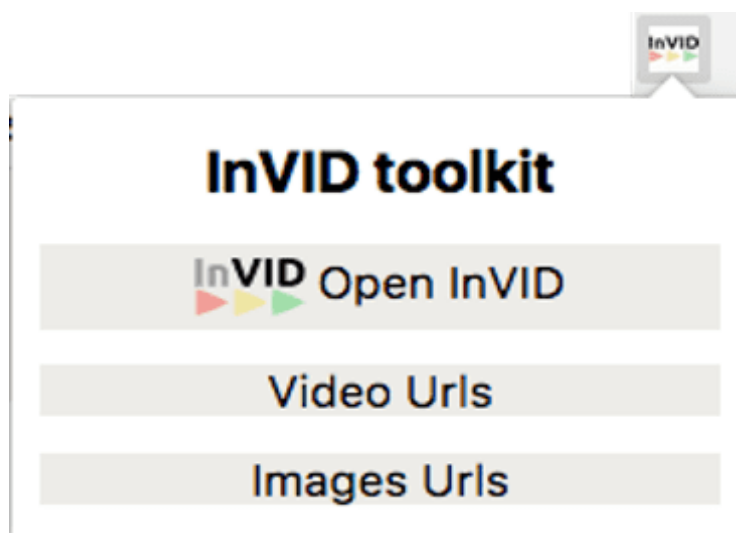 InVID
InVID toolkit
InVID Open InVID
Video Urls
Images Urls